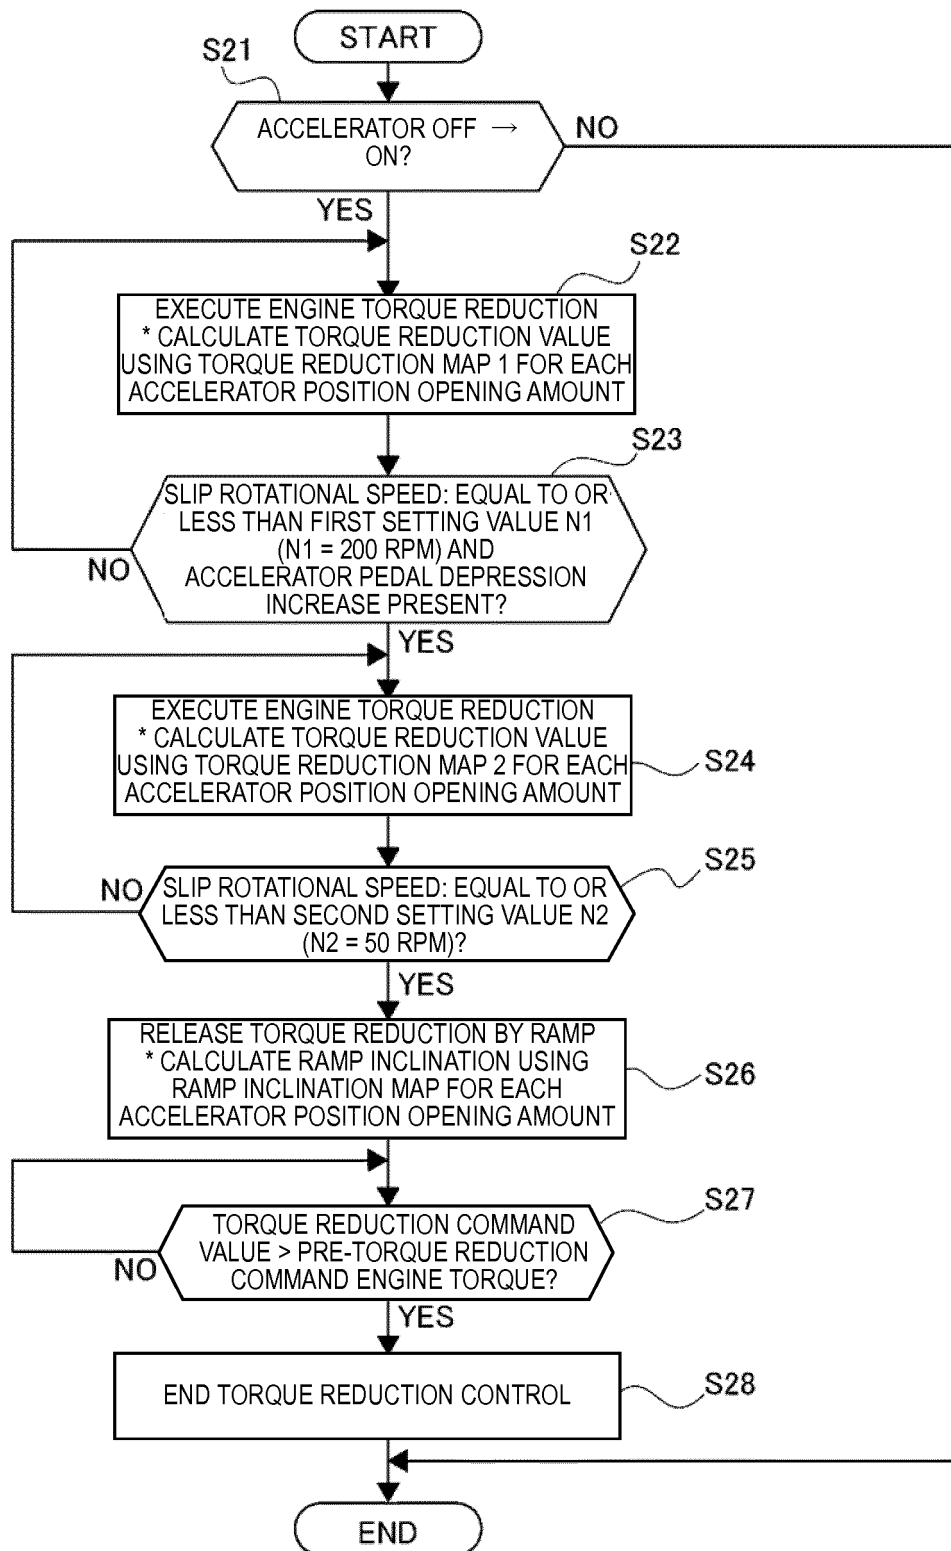 START
S21
ACCELERATOR OFF →
ON?
NO
YES
S22
EXECUTE ENGINE TORQUE REDUCTION
* CALCULATE TORQUE REDUCTION VALUE
USING TORQUE REDUCTION MAP 1 FOR EACH
ACCELERATOR POSITION OPENING AMOUNT
S23
SLIP ROTATIONAL SPEED: EQUAL TO OR
LESS THAN FIRST SETTING VALUE N1
(N1 = 200 RPM) AND
ACCELERATOR PEDAL DEPRESSION
INCREASE PRESENT?
NO
YES
EXECUTE ENGINE TORQUE REDUCTION
* CALCULATE TORQUE REDUCTION VALUE
USING TORQUE REDUCTION MAP 2 FOR EACH
ACCELERATOR POSITION OPENING AMOUNT
S24
S25
NO
SLIP ROTATIONAL SPEED: EQUAL TO OR
LESS THAN SECOND SETTING VALUE N2
(N2 = 50 RPM)?
YES
RELEASE TORQUE REDUCTION BY RAMP
* CALCULATE RAMP INCLINATION USING
RAMP INCLINATION MAP FOR EACH
ACCELERATOR POSITION OPENING AMOUNT
S26
S27
TORQUE REDUCTION COMMAND
VALUE > PRE-TORQUE REDUCTION
COMMAND ENGINE TORQUE?
NO
YES
END TORQUE REDUCTION CONTROL
S28
END